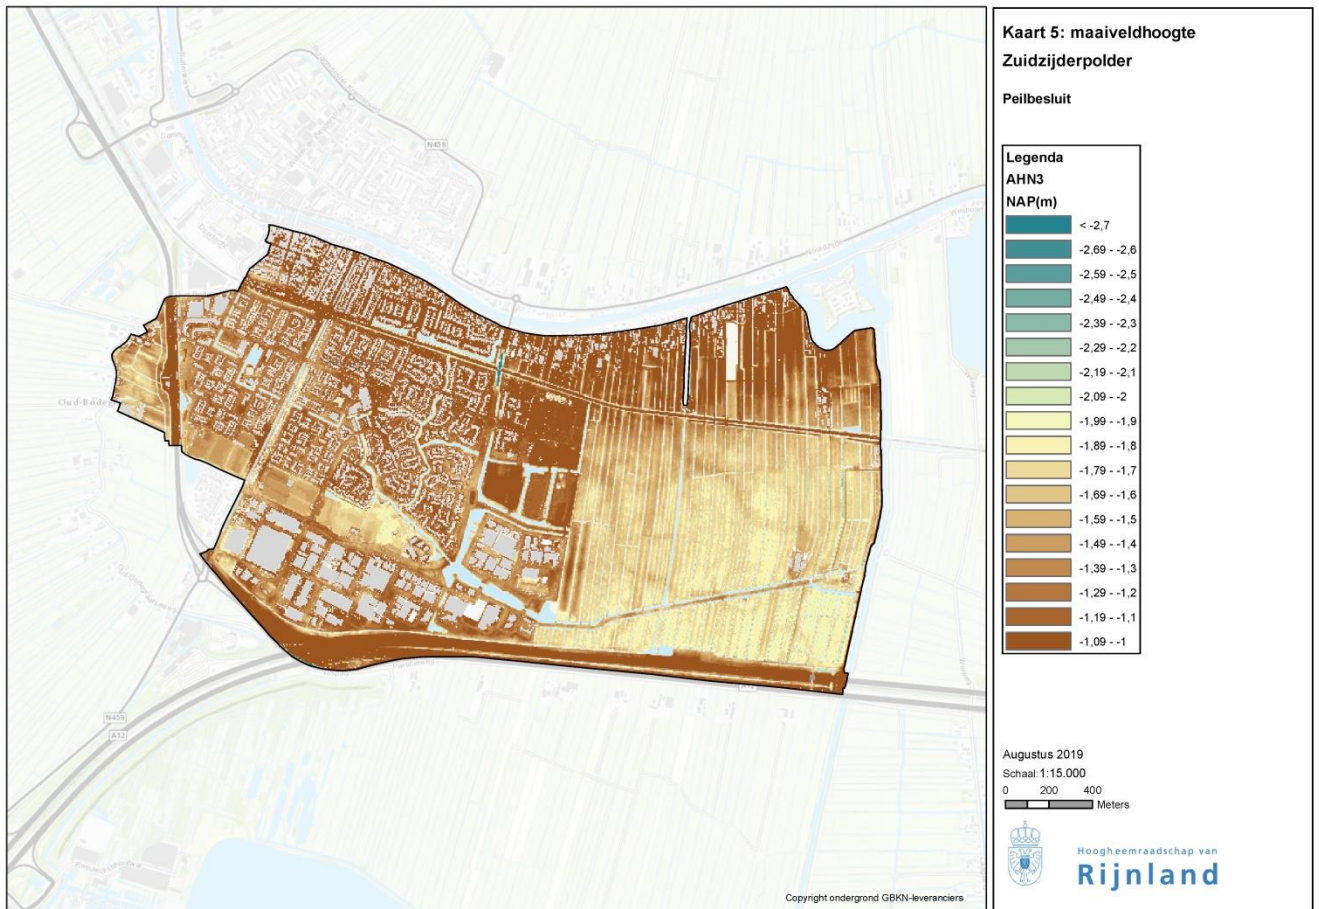 Kaart 5: maaiveldhoogte
Zuidzijderpolder
Peilbesluit
Legenda
AHN3
NAP(m)
< -2,7
-2,69 - -2,6
-2,59 - -2,5
-2,49 - -2,4
-2,39 - -2,3
-2,29 - -2,2
-2,19 - -2,1
-2,09 - -2
-1,99 - -1,9
-1,89 - -1,8
-1,79 - -1,7
-1,69 - -1,6
-1,59 - -1,5
-1,49 - -1,4
-1,39 - -1,3
-1,29 - -1,2
-1,19 - -1,1
-1,09 - -1
Augustus 2019
Schaal:1:15.000
0 200 400
Meters
Hoogheemraadschap van
Rijnland
N458
N459
A12
A12
Copyright ondergrond GBKN-leveranciers